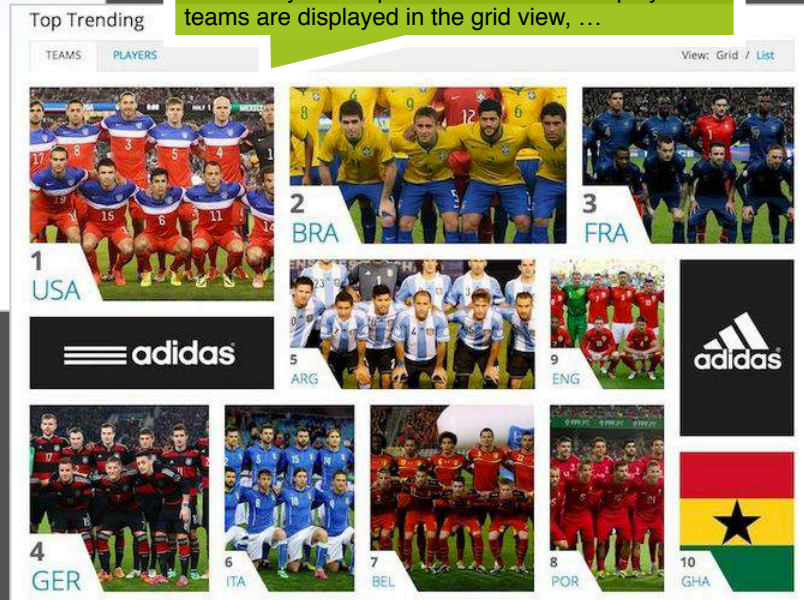 teams are displayed in the grid view, …
Top Trending
TEAMS PLAYERS
View: Grid / List
1
USA
2
BRA
3
FRA
adidas
5
ARG
9
ENG
adidas
4
GER
6
ITA
7
BEL
8
POR
10
GHA